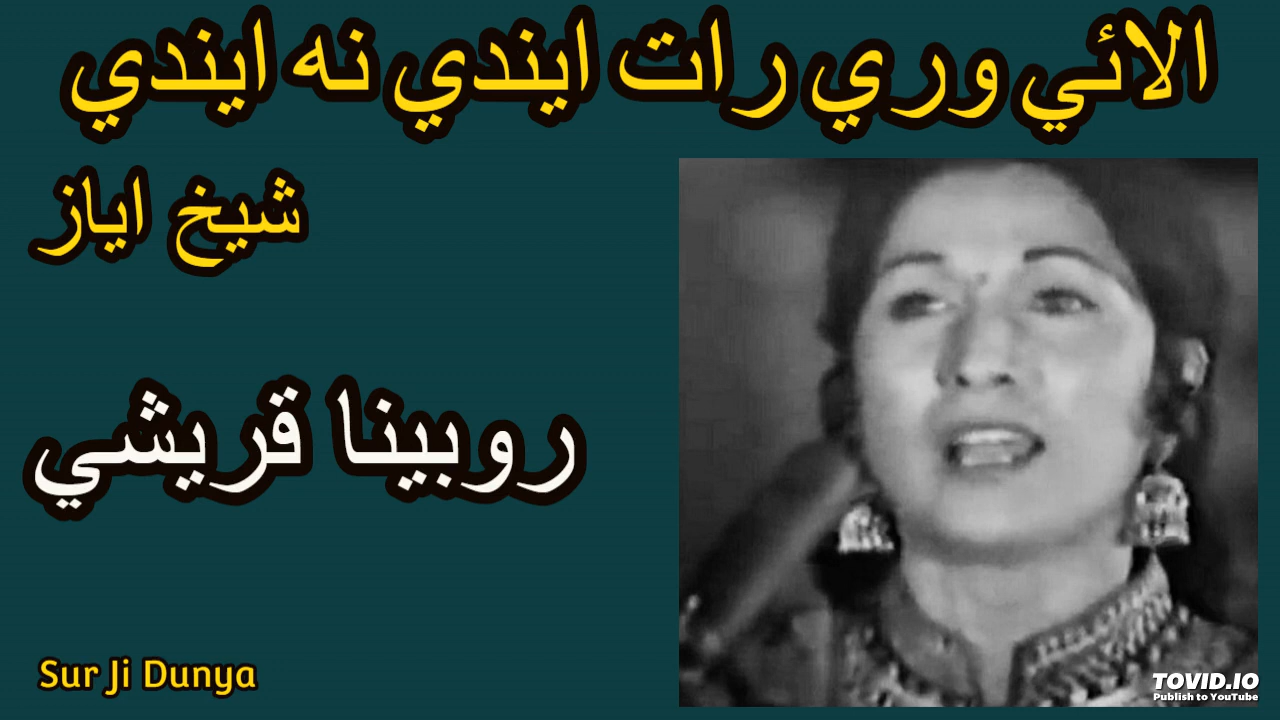 الائي وري رات ايندي نه ايندي
شيخ اياز
روبينا قريشي
Sur Ji Dunya
TOVID.IO
Publish to YouTube